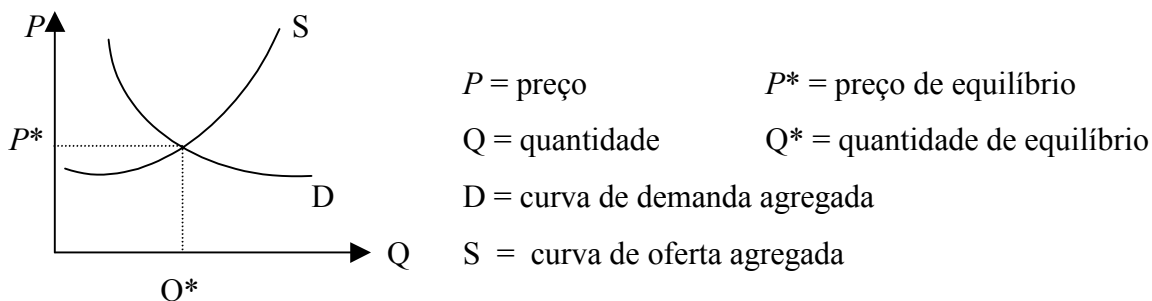 P
S
P = preço
P* = preço de equilíbrio
P*
Q = quantidade
Q* = quantidade de equilíbrio
D
D = curva de demanda agregada
Q
S = curva de oferta agregada
Q*